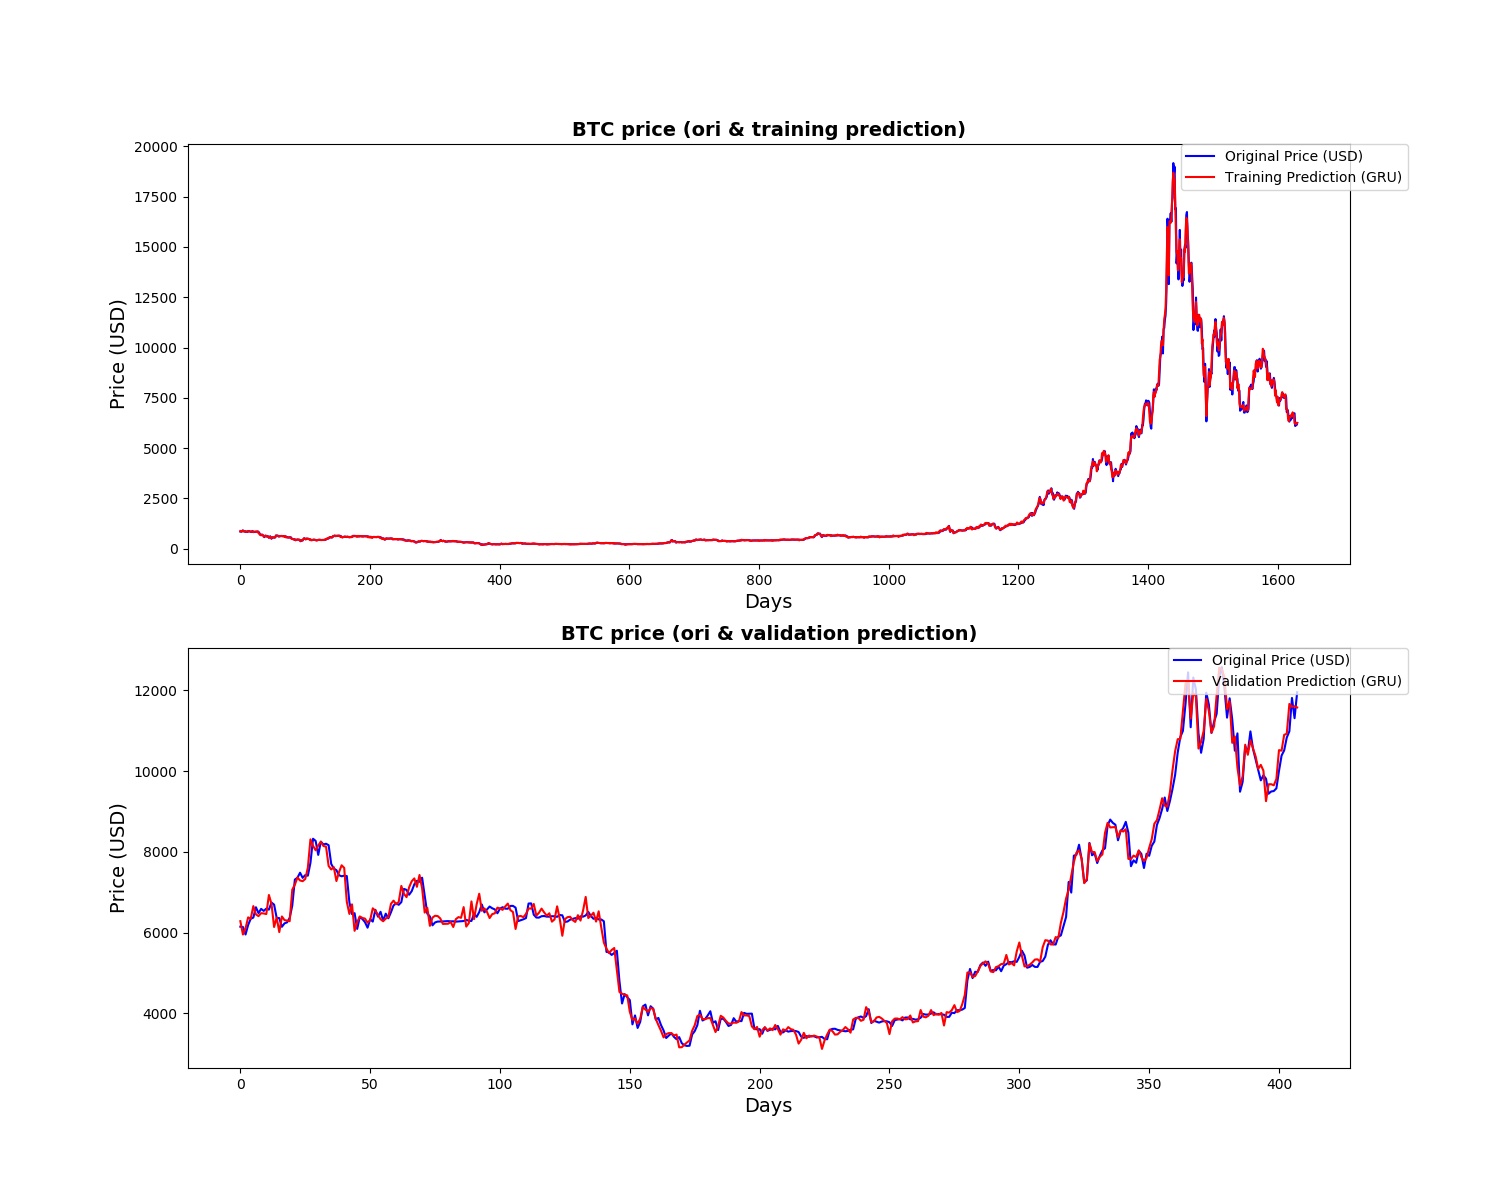 BTC price (ori & training prediction)
Original Price (USD)
Training Prediction (GRU)
Price (USD)
20000
17500
15000
12500
10000
7500
5000
2500
0
0 200 400 600 800 1000 1200 1400 1600
Days
BTC price (ori & validation prediction)
Original Price (USD)
Validation Prediction (GRU)
Price (USD)
12000
10000
8000
6000
4000
0 50 100 150 200 250 300 350 400
Days